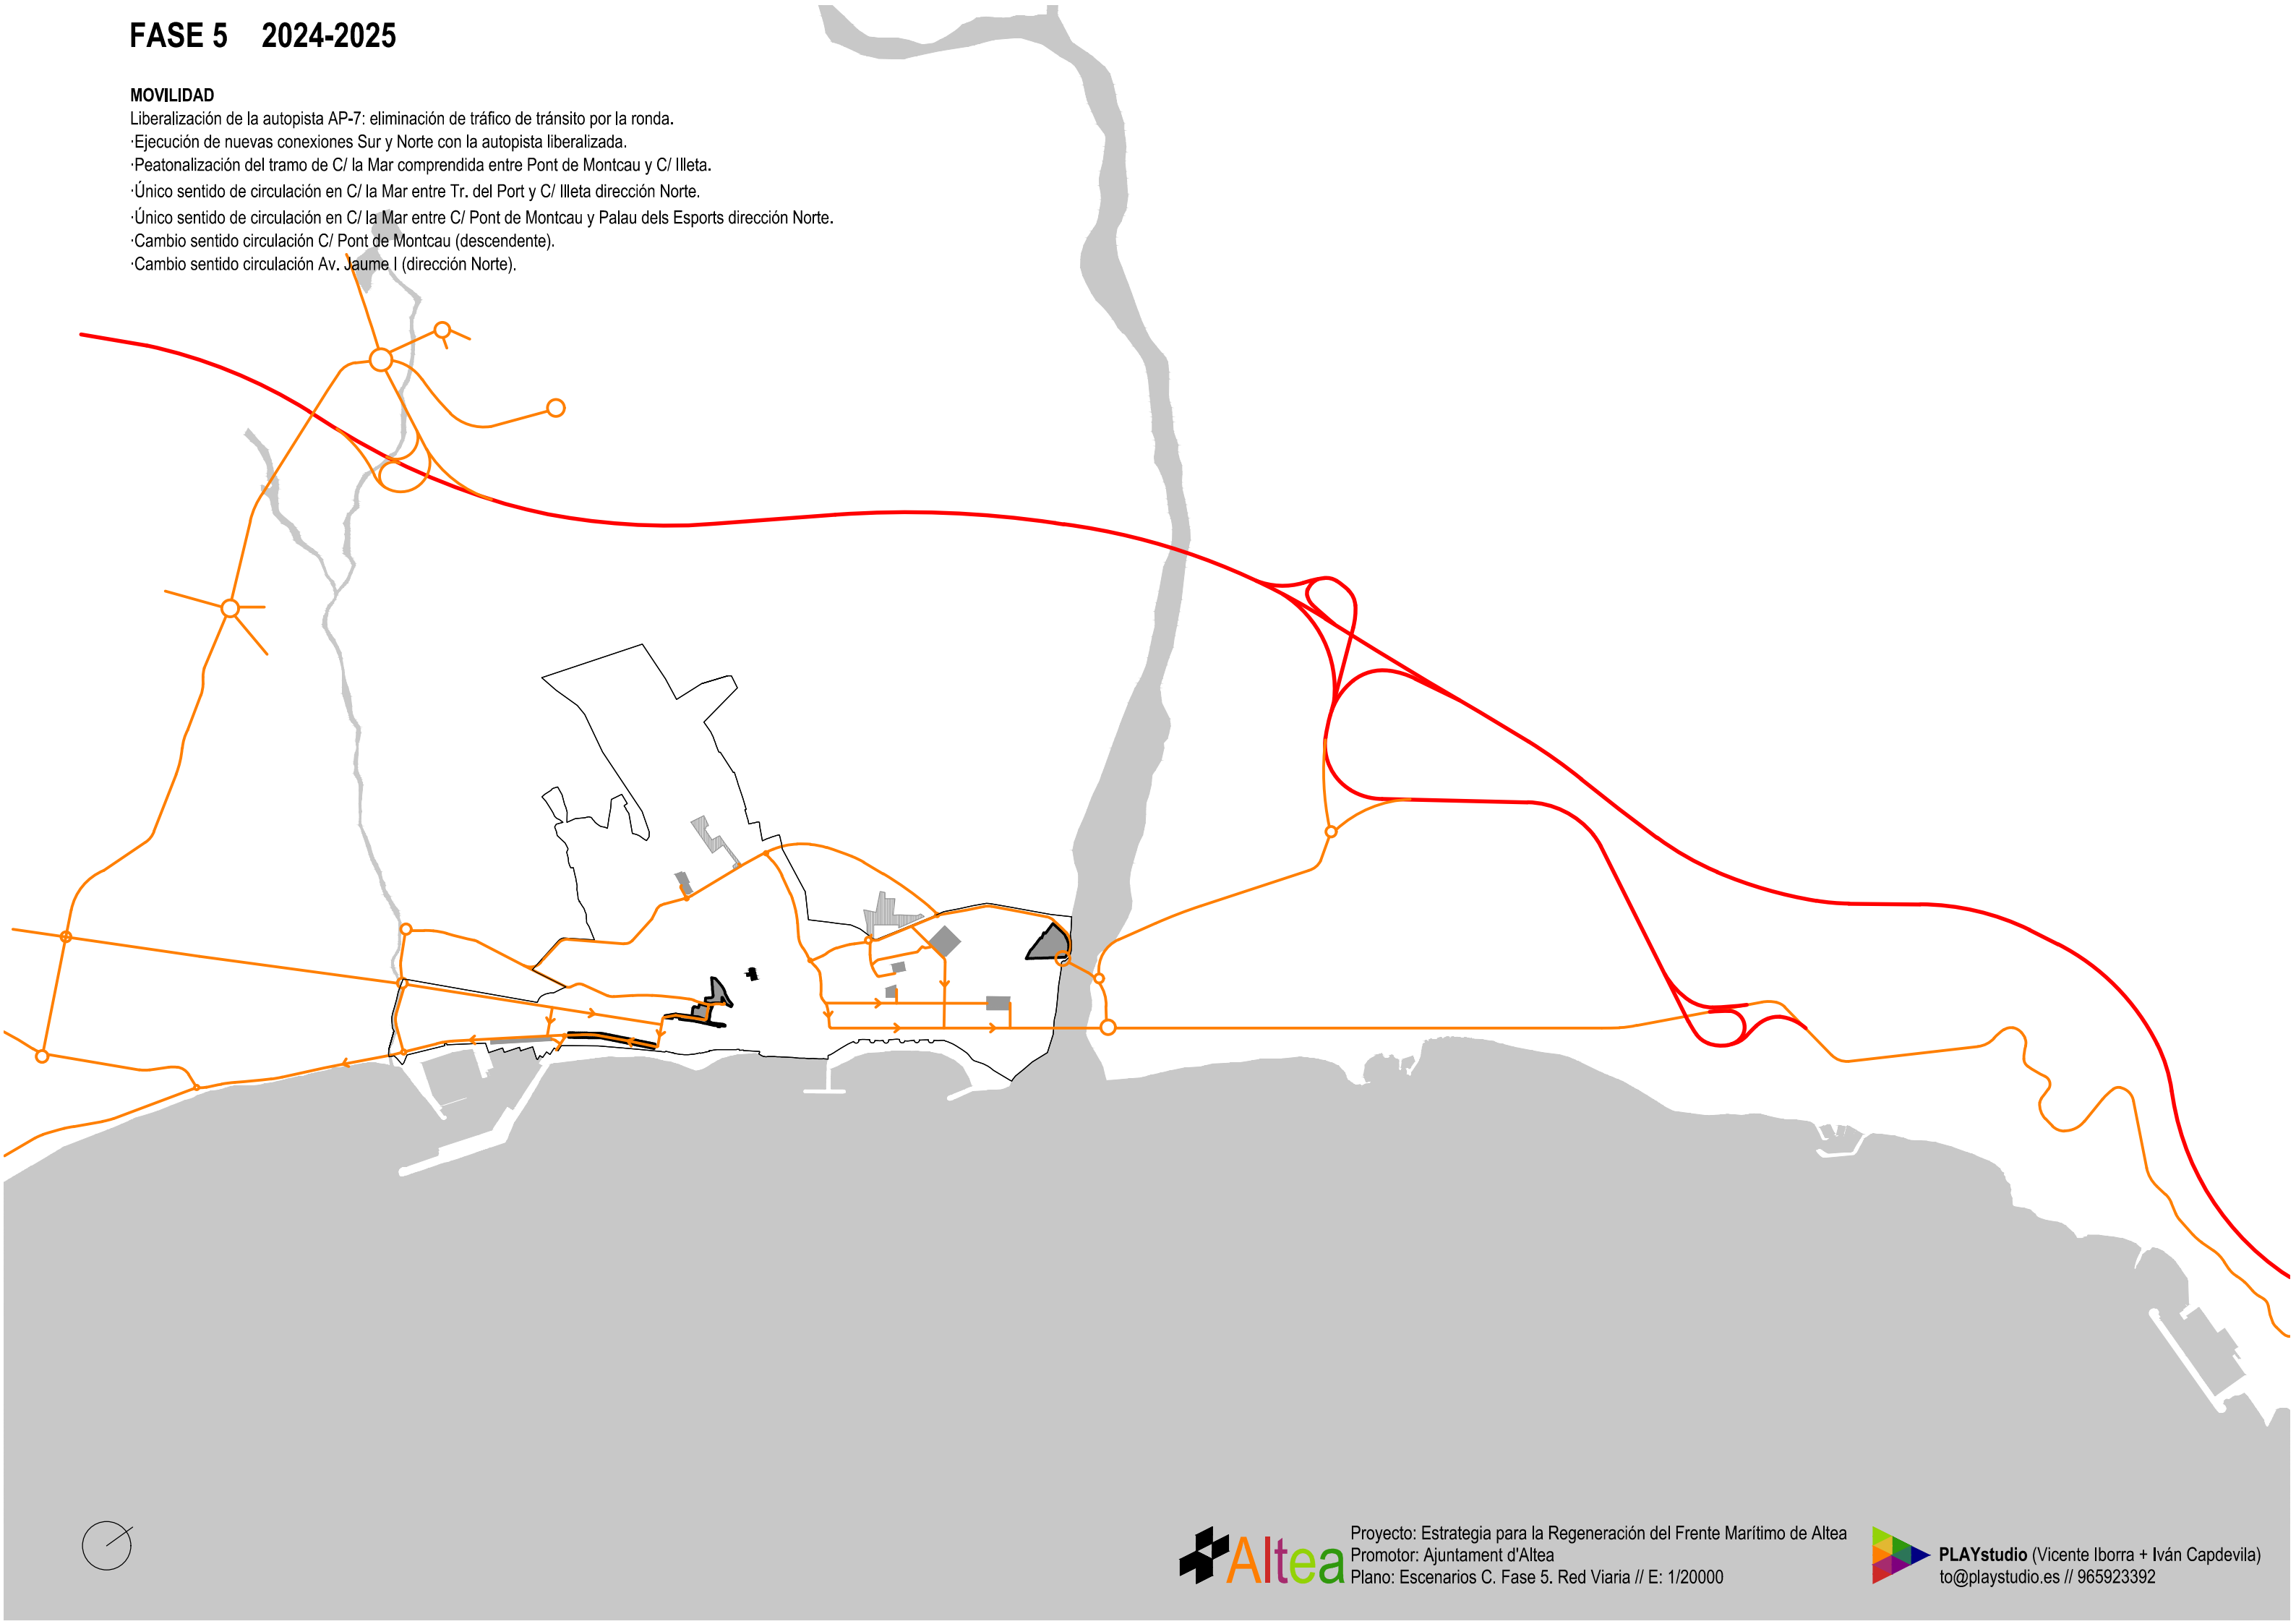 FASE 5 2024-2025
MOVILIDAD
Liberalización de la autopista AP-7: eliminación de tráfico de tránsito por la ronda.
·Ejecución de nuevas conexiones Sur y Norte con la autopista liberalizada.
·Peatonalización del tramo de C/ la Mar comprendida entre Pont de Montcau y C/ Illeta.
·Único sentido de circulación en C/ la Mar entre Tr. del Port y C/ Illeta dirección Norte.
·Único sentido de circulación en C/ la Mar entre C/ Pont de Montcau y Palau dels Esports dirección Norte.
·Cambio sentido circulación C/ Pont de Montcau (descendente).
·Cambio sentido circulación Av. Jaume I (dirección Norte).
Altea
Proyecto: Estrategia para la Regeneración del Frente Marítimo de Altea
Promotor: Ajuntament d'Altea
Plano: Escenarios C. Fase 5. Red Viaria // E: 1/20000
PLAYstudio (Vicente Iborra + Iván Capdevila)
to@playstudio.es // 965923392